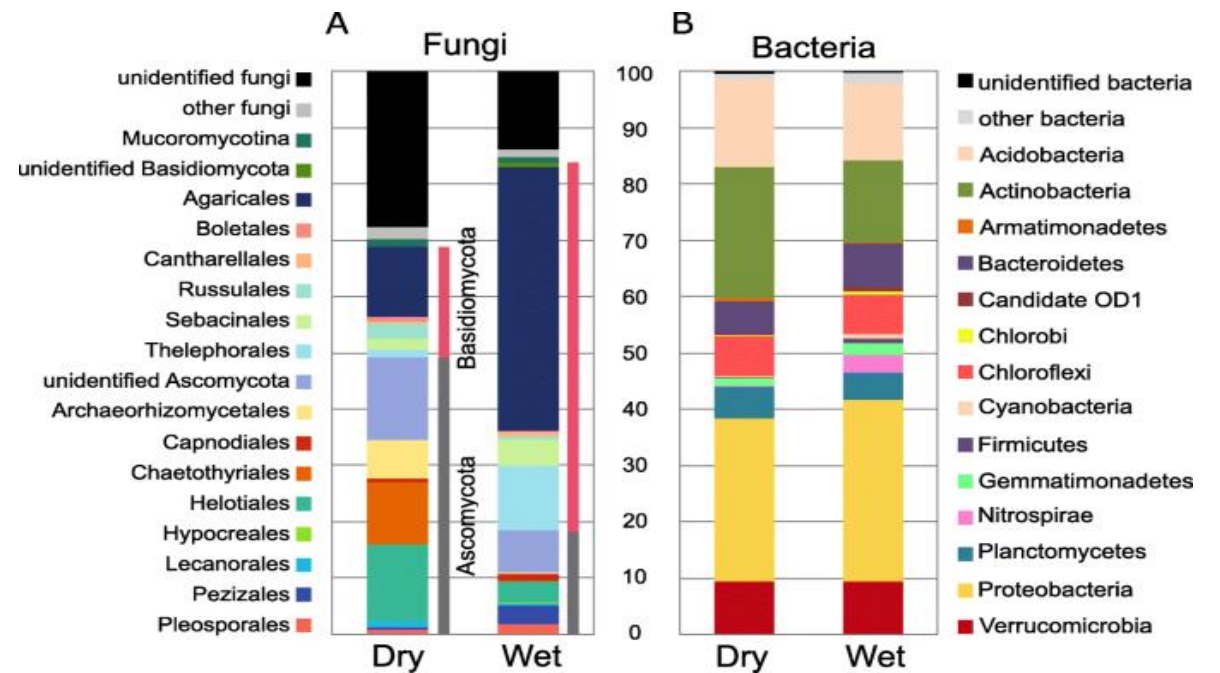 A
Fungi
unidentified fungi
other fungi
Mucoromycotina
unidentified Basidiomycota
Agaricales
Boletales
Cantharellales
Russulales
Sebacinales
Thelephorales
unidentified Ascomycota
Archaeorhizomycetales
Capnodiales
Chaetothyriales
Helotiales
Hypocreales
Lecanorales
Pezizales
Pleosporales
Basidiomycota
Ascomycota
Dry
Wet
100
90
80
70
60
50
40
30
20
10
0
B
Bacteria
unidentified bacteria
other bacteria
Acidobacteria
Actinobacteria
Armatimonadetes
Bacteroidetes
Candidate OD1
Chlorobi
Chloroflexi
Cyanobacteria
Firmicutes
Gemmatimonadetes
Nitrospirae
Planctomycetes
Proteobacteria
Verrucomicrobia
Dry
Wet